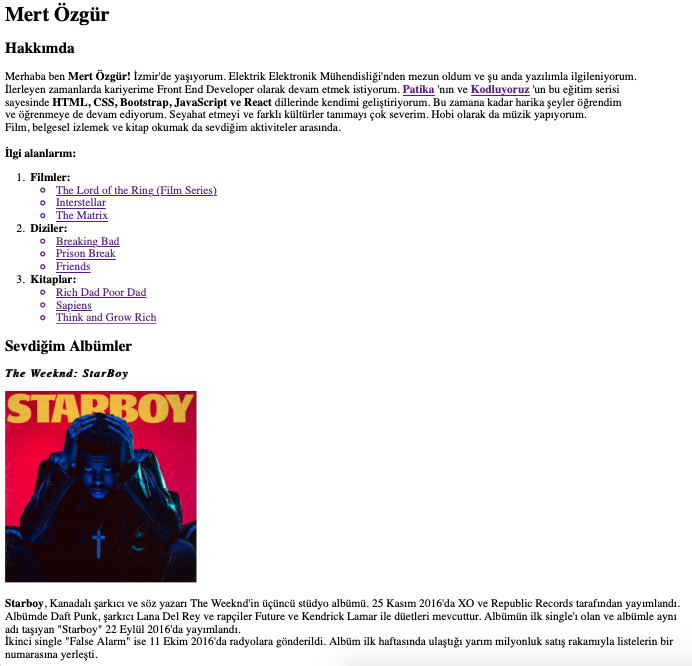 Mert Özgür
Hakkımda
Merhaba ben Mert Özgür! İzmir'de yaşıyorum. Elektrik Elektronik Mühendisliği'nden mezun oldum ve şu anda yazılımla ilgileniyorum.
İlerleyen zamanlarda kariyerime Front End Developer olarak devam etmek istiyorum. Patika 'nın ve Kodluyoruz 'un bu eğitim serisi
sayesinde HTML, CSS, Bootstrap, JavaScript ve React dillerinde kendimi geliştiriyorum. Bu zamana kadar harika şeyler öğrendim
ve öğrenmeye de devam ediyorum. Seyahat etmeyi ve farklı kültürler tanımayı çok severim. Hobi olarak da müzik yapıyorum.
Film, belgesel izlemek ve kitap okumak da sevdiğim aktiviteler arasında.
İlgi alanlarım:
1. Filmler:
The Lord of the Ring (Film Series)
Interstellar
The Matrix
2. Diziler:
Breaking Bad
Prison Break
Friends
3. Kitaplar:
Rich Dad Poor Dad
Sapiens
Think and Grow Rich
Sevdiğim Albümler
The Weeknd: StarBoy
STARBOY
Starboy, Kanadalı şarkıcı ve söz yazarı The Weeknd'in üçüncü stüdyo albümü. 25 Kasım 2016'da XO ve Republic Records tarafından yayımlandı.
Albümde Daft Punk, şarkıcı Lana Del Rey ve rapçiler Future ve Kendrick Lamar ile düetleri mevcuttur. Albümün ilk single'ı olan ve albümle aynı
adı taşıyan "Starboy" 22 Eylül 2016'da yayımlandı.
İkinci single "False Alarm" ise 11 Ekim 2016'da radyolara gönderildi. Albüm ilk haftasında ulaştığı yarım milyonluk satış rakamıyla listelerin bir
numarasına yerleşti.